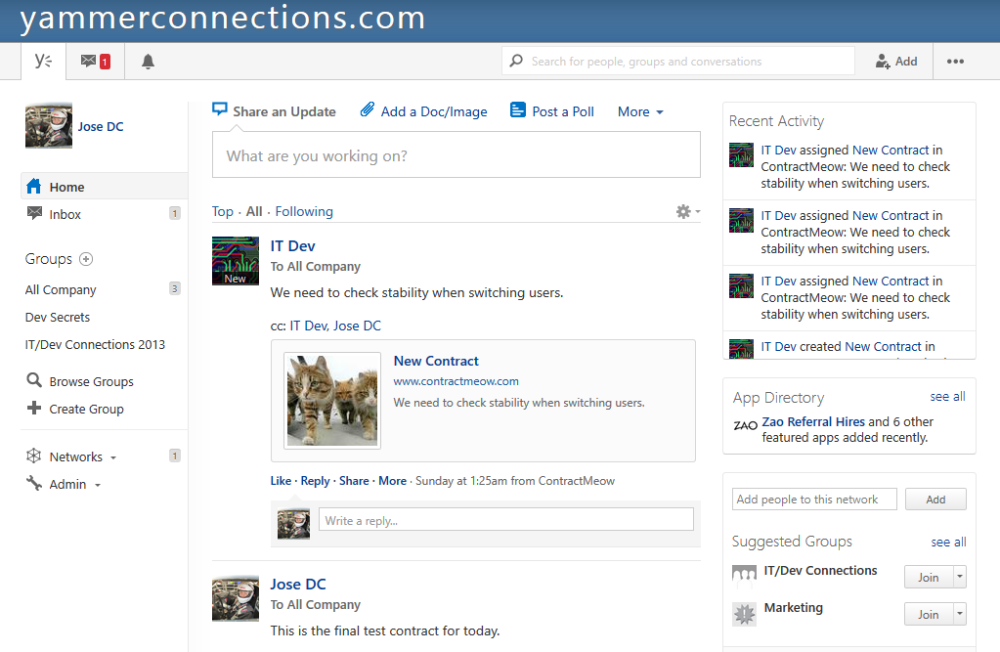 yammerconnections.com
1
Search for people, groups and conversations
Add
Jose DC
Home
Inbox 1
Groups
All Company 3
Dev Secrets
IT/Dev Connections 2013
Browse Groups
Create Group
Networks 1
Admin
Share an Update
Add a Doc/Image
Post a Poll
More
What are you working on?
Top · All · Following
New
IT Dev
To All Company
We need to check stability when switching users.
cc: IT Dev, Jose DC
New Contract
www.contractmeow.com
We need to check stability when switching users.
Like · Reply · Share · More · Sunday at 1:25am from ContractMeow
Write a reply...
Jose DC
To All Company
This is the final test contract for today.
Recent Activity
IT Dev assigned New Contract in
ContractMeow: We need to check
stability when switching users.
IT Dev assigned New Contract in
ContractMeow: We need to check
stability when switching users.
IT Dev assigned New Contract in
ContractMeow: We need to check
stability when switching users.
IT Dev created New Contract in
App Directory see all
ZAO Zao Referral Hires and 6 other
featured apps added recently.
Add people to this network Add
Suggested Groups see all
IT/Dev Connections Join
Marketing Join